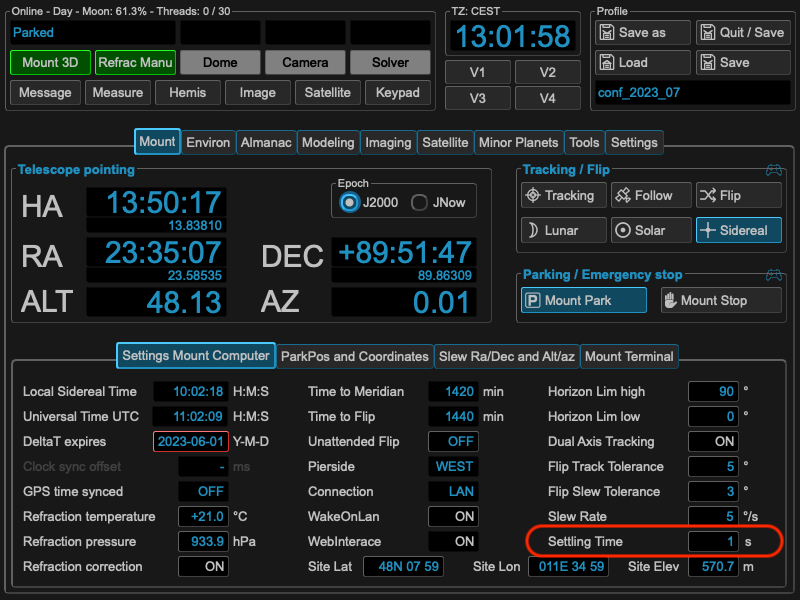 Online - Day - Moon: 61.3% - Threads: 0 / 30
Parked
Mount 3D Refrac Manu Dome Camera Solver
Message Measure Hemis Image Satellite Keypad
TZ: CEST
13:01:58
V1 V2
V3 V4
Profile
Save as Quit / Save
Load Save
conf_2023_07
Mount Environ Almanac Modeling Imaging Satellite Minor Planets Tools Settings
Telescope pointing
HA 13:50:17
13.83810
Epoch
J2000 JNow
RA 23:35:07
23.58535
DEC +89:51:47
89.86309
ALT 48.13 AZ 0.01
Tracking / Flip
Tracking Follow Flip
Lunar Solar Sidereal
Parking / Emergency stop
P Mount Park Mount Stop
Settings Mount Computer ParkPos and Coordinates Slew Ra/Dec and Alt/az Mount Terminal
Local Sidereal Time 10:02:18 H:M:S Time to Meridian 1420 min Horizon Lim high 90 °
Universal Time UTC 11:02:09 H:M:S Time to Flip 1440 min Horizon Lim low 0 °
DeltaT expires 2023-06-01 Y-M-D Unattended Flip OFF Dual Axis Tracking ON
Clock sync offset - ms Pierside WEST Flip Track Tolerance 5 °
GPS time synced OFF Connection LAN Flip Slew Tolerance 3 °
Refraction temperature +21.0 °C WakeOnLan ON Slew Rate 5 °/s
Refraction pressure 933.9 hPa WebInterace ON Settling Time 1 s
Refraction correction ON Site Lat 48N 07 59 Site Lon 011E 34 59 Site Elev 570.7 m